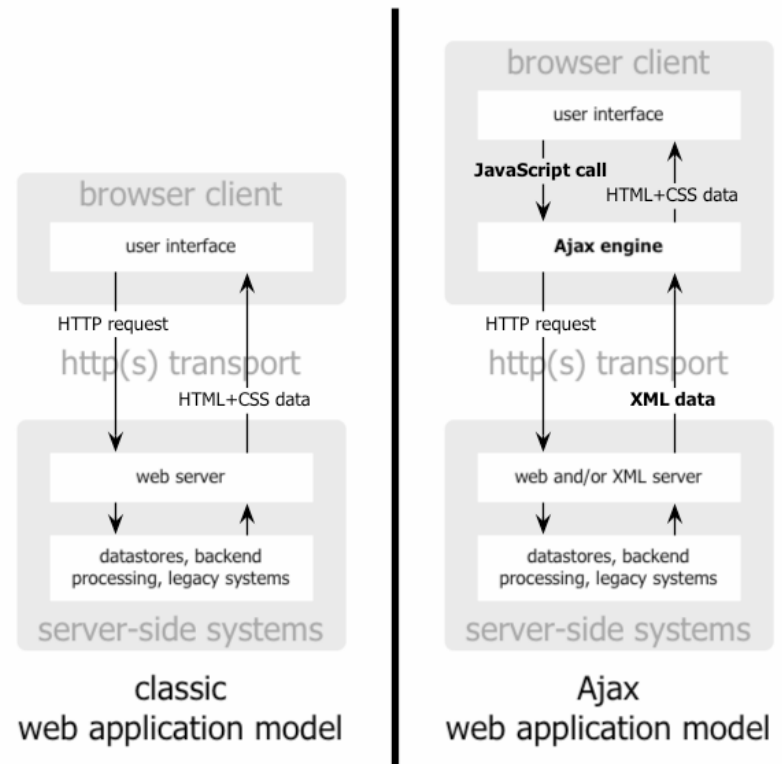 browser client
user interface
HTTP request
http(s) transport
HTML+CSS data
web server
datastores, backend
processing, legacy systems
server-side systems
classic
web application model
browser client
user interface
JavaScript call
HTML+CSS data
Ajax engine
HTTP request
http(s) transport
XML data
web and/or XML server
datastores, backend
processing, legacy systems
server-side systems
Ajax
web application model